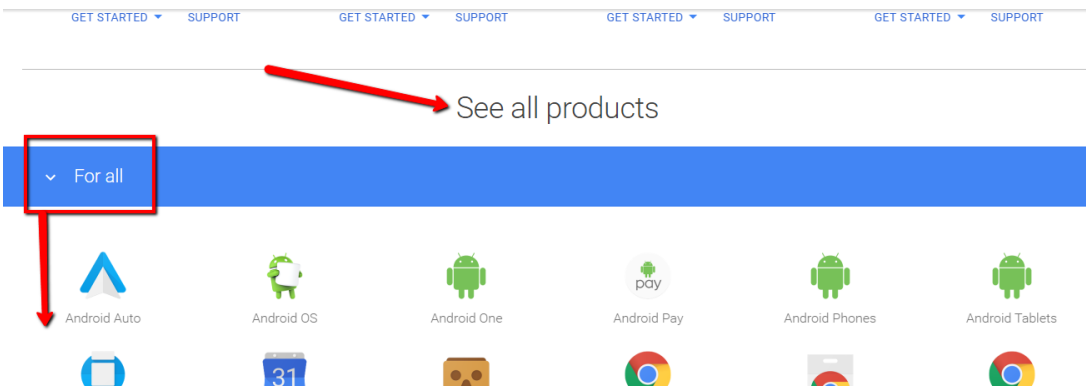 GET STARTED SUPPORT GET STARTED SUPPORT GET STARTED SUPPORT GET STARTED SUPPORT
See all products
For all
pay
Android Auto Android OS Android One Android Pay Android Phones Android Tablets
31